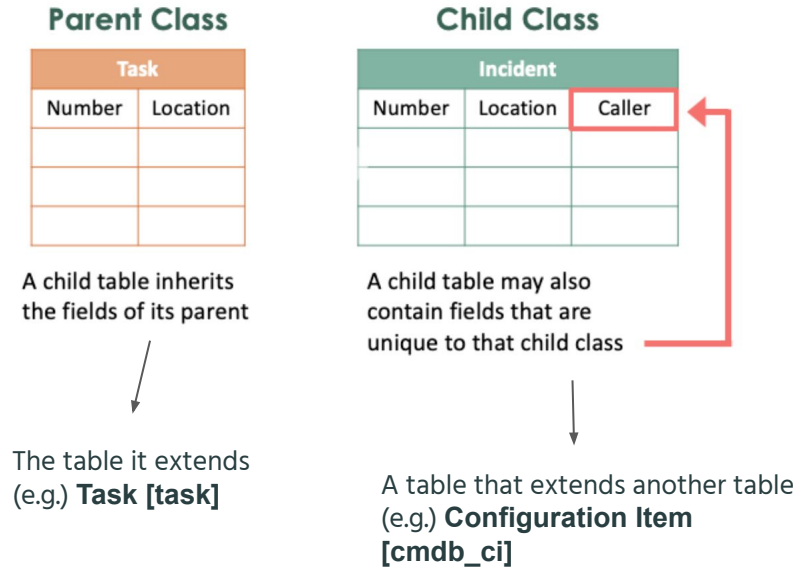 Parent Class
Task
Number Location
A child table inherits
the fields of its parent
The table it extends
(e.g.) Task [task]
Child Class
Incident
Number Location Caller
A child table may also
contain fields that are
unique to that child class
A table that extends another table
(e.g.) Configuration Item
[cmdb_ci]